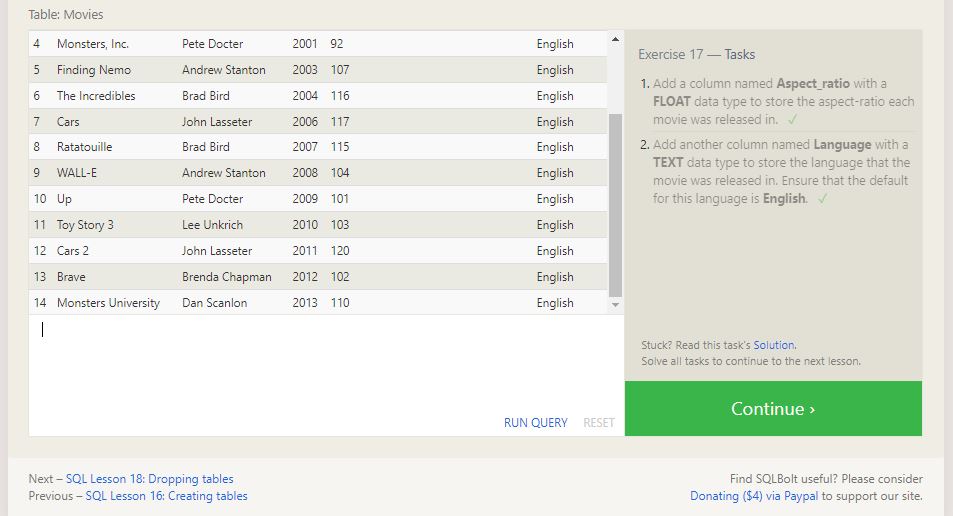 Table: Movies
4 Monsters, Inc. Pete Docter 2001 92 English
5 Finding Nemo Andrew Stanton 2003 107 English
6 The Incredibles Brad Bird 2004 116 English
7 Cars John Lasseter 2006 117 English
8 Ratatouille Brad Bird 2007 115 English
9 WALL-E Andrew Stanton 2008 104 English
10 Up Pete Docter 2009 101 English
11 Toy Story 3 Lee Unkrich 2010 103 English
12 Cars 2 John Lasseter 2011 120 English
13 Brave Brenda Chapman 2012 102 English
14 Monsters University Dan Scanlon 2013 110 English
RUN QUERY RESET
Exercise 17 — Tasks
1. Add a column named Aspect_ratio with a
FLOAT data type to store the aspect-ratio each
movie was released in. ✓
2. Add another column named Language with a
TEXT data type to store the language that the
movie was released in. Ensure that the default
for this language is English. ✓
Stuck? Read this task's Solution.
Solve all tasks to continue to the next lesson.
Continue ›
Next – SQL Lesson 18: Dropping tables
Previous – SQL Lesson 16: Creating tables
Find SQLBolt useful? Please consider
Donating ($4) via Paypal to support our site.